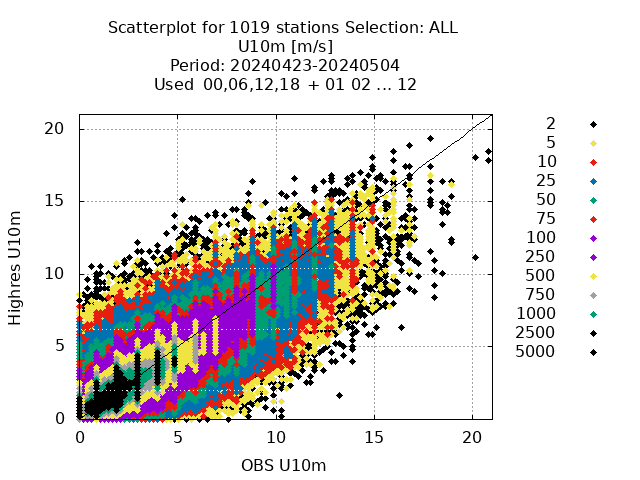 Scatterplot for 1019 stations Selection: ALL
U10m [m/s]
Period: 20240423-20240504
Used 00,06,12,18 + 01 02 ... 12
20
15
10
5
0
Highres U10m
0 5 10 15 20
OBS U10m
2
5
10
25
50
75
100
250
500
750
1000
2500
5000